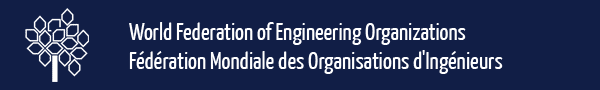 World Federation of Engineering Organizations
Fédération Mondiale des Organisations d'Ingénieurs